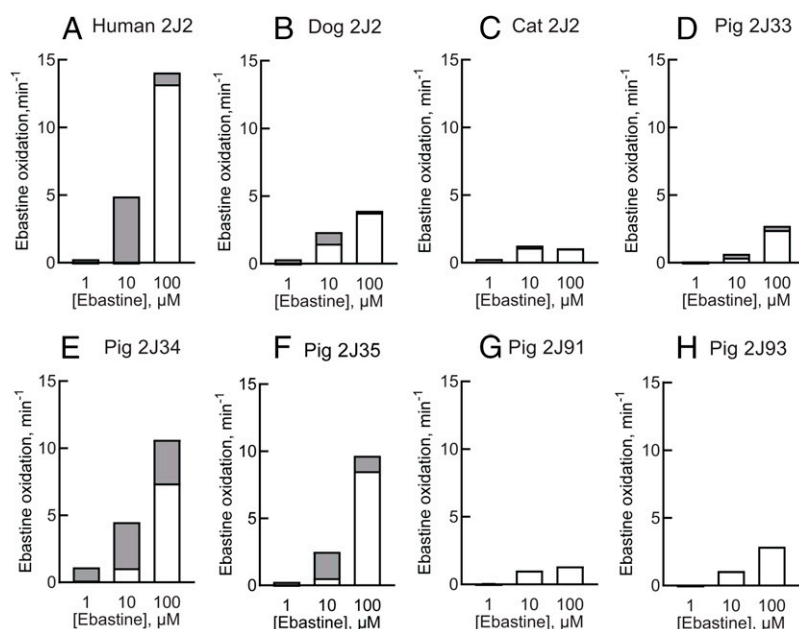 A Human 2J2
Ebastine oxidation,min⁻¹
15
10
5
0
1 10 100
[Ebastine], µM
B Dog 2J2
Ebastine oxidation, min⁻¹
15
10
5
0
1 10 100
[Ebastine], µM
C Cat 2J2
Ebastine oxidation, min⁻¹
15
10
5
0
1 10 100
[Ebastine], µM
D Pig 2J33
Ebastine oxidation, min⁻¹
15
10
5
0
1 10 100
[Ebastine], µM
E Pig 2J34
Ebastine oxidation, min⁻¹
15
10
5
0
1 10 100
[Ebastine], µM
F Pig 2J35
Ebastine oxidation, min⁻¹
15
10
5
0
1 10 100
[Ebastine], µM
G Pig 2J91
Ebastine oxidation, min⁻¹
15
10
5
0
1 10 100
[Ebastine], µM
H Pig 2J93
Ebastine oxidation, min⁻¹
15
10
5
0
1 10 100
[Ebastine], µM